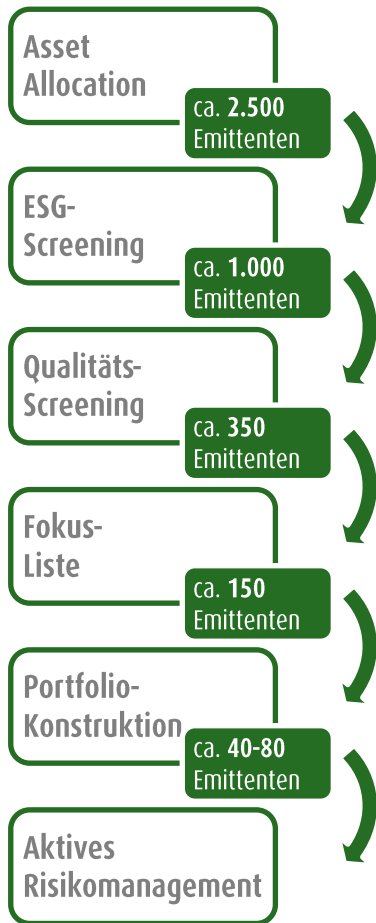 Asset
Allocation
ca. 2.500
Emittenten
ESG-
Screening
ca. 1.000
Emittenten
Qualitäts-
Screening
ca. 350
Emittenten
Fokus-
Liste
ca. 150
Emittenten
Portfolio-
Konstruktion
ca. 40-80
Emittenten
Aktives
Risikomanagement